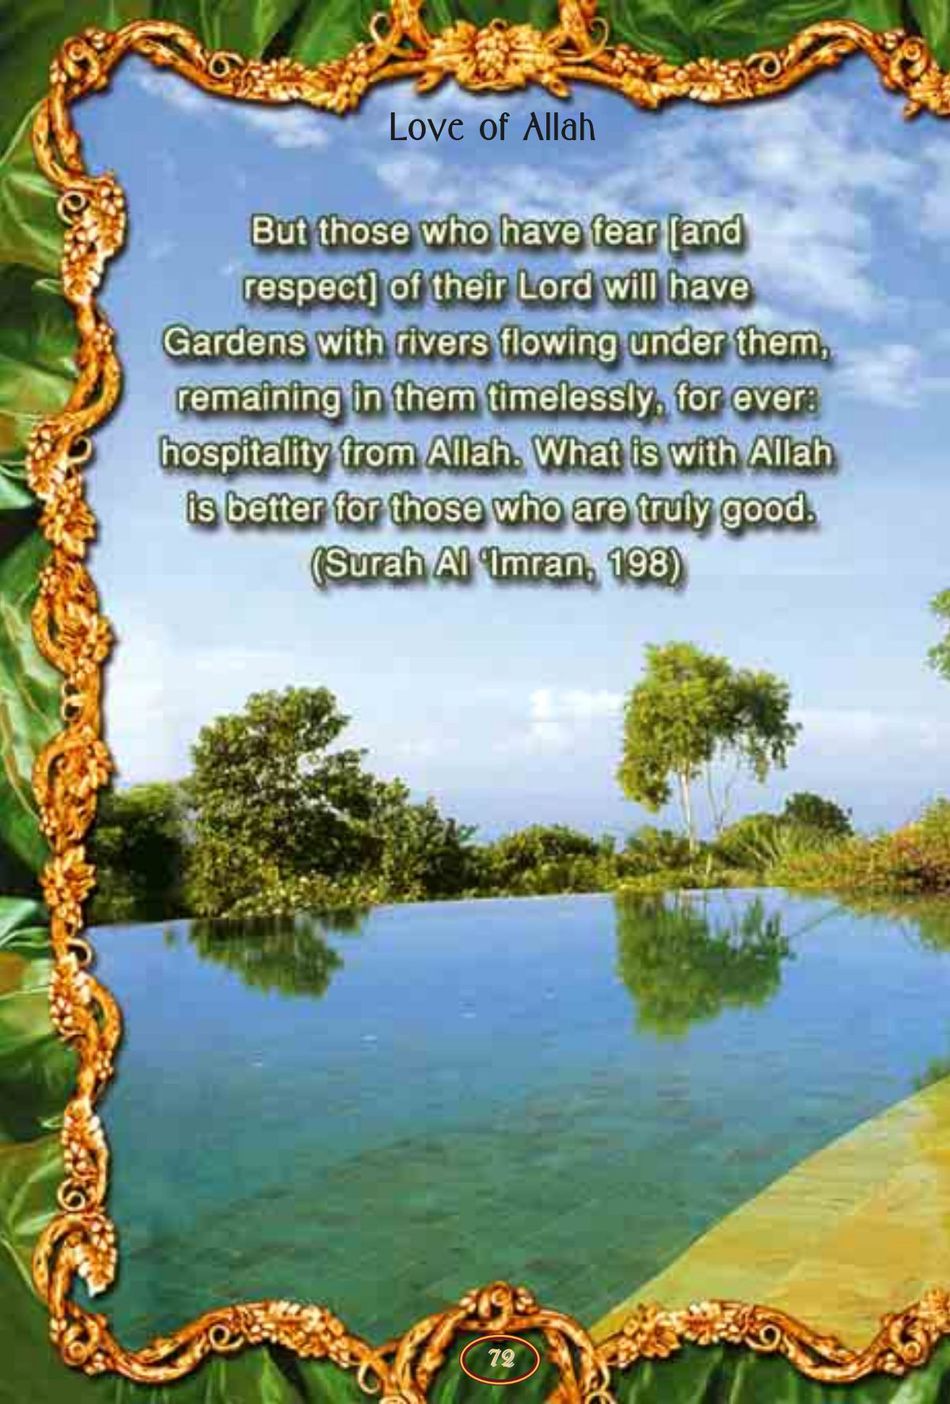 Love of Allah
But those who have fear [and
respect] of their Lord will have
Gardens with rivers flowing under them,
remaining in them timelessly, for ever:
hospitality from Allah. What is with Allah
is better for those who are truly good.
(Surah Al 'Imran, 198)
72